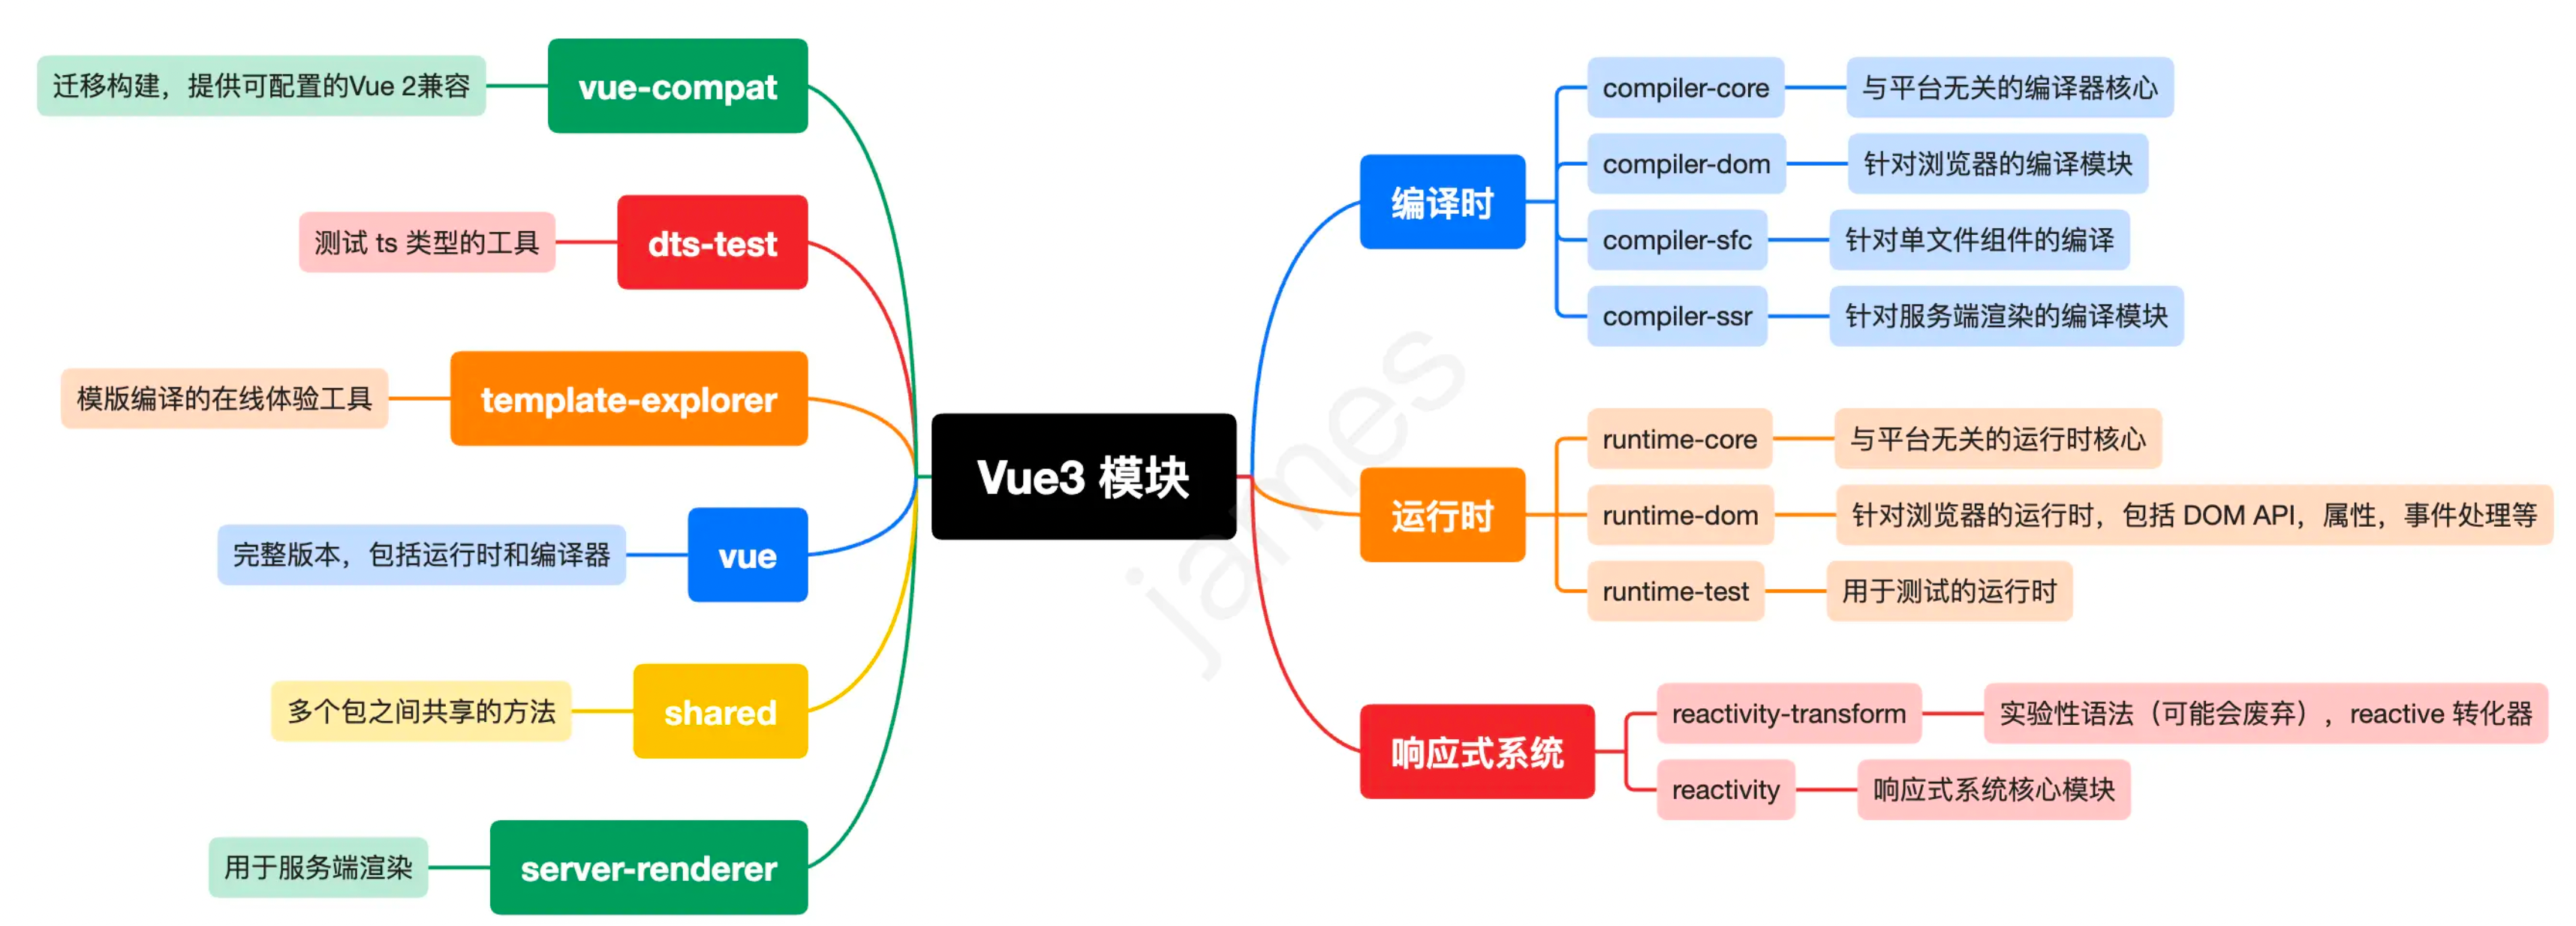 Vue3 模块
vue-compat
迁移构建，提供可配置的Vue 2兼容
dts-test
测试 ts 类型的工具
template-explorer
模版编译的在线体验工具
vue
完整版本，包括运行时和编译器
shared
多个包之间共享的方法
server-renderer
用于服务端渲染
编译时
compiler-core
与平台无关的编译器核心
compiler-dom
针对浏览器的编译模块
compiler-sfc
针对单文件组件的编译
compiler-ssr
针对服务端渲染的编译模块
运行时
runtime-core
与平台无关的运行时核心
runtime-dom
针对浏览器的运行时，包括 DOM API，属性，事件处理等
runtime-test
用于测试的运行时
响应式系统
reactivity-transform
实验性语法（可能会废弃），reactive 转化器
reactivity
响应式系统核心模块
james